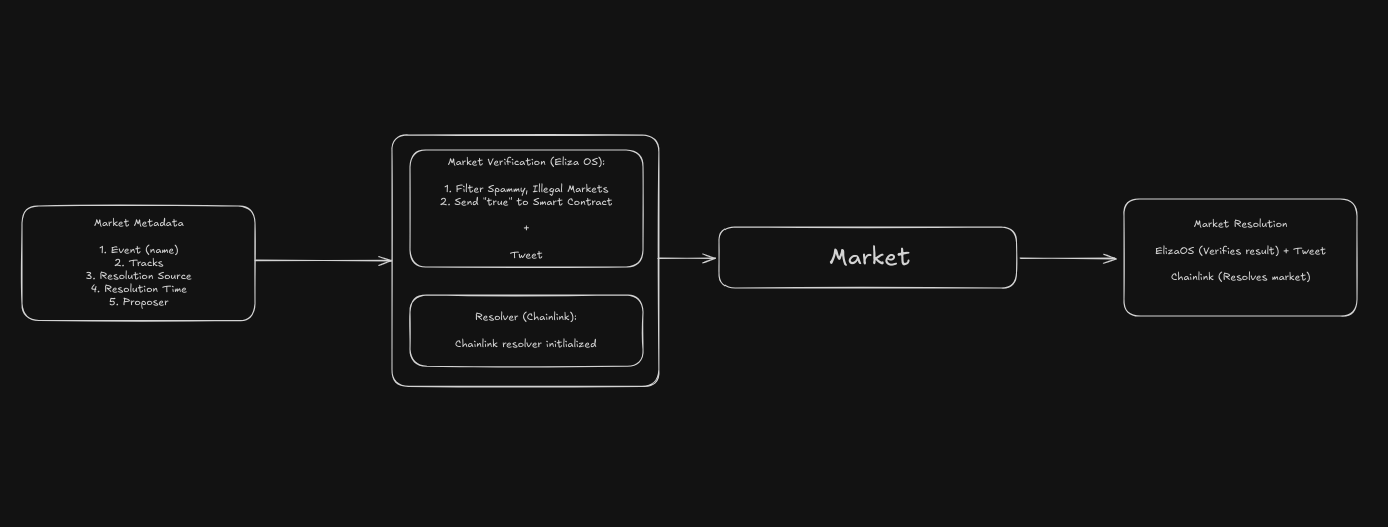 Market Metadata
1. Event (name)
2. Tracks
3. Resolution Source
4. Resolution Time
5. Proposer
Market Verification (Eliza OS):
1. Filter Spammy, Illegal Markets
2. Send "true" to Smart Contract
+
Tweet
Resolver (Chainlink):
Chainlink resolver initlialized
Market
Market Resolution
ElizaOS (Verifies result) + Tweet
Chainlink (Resolves market)